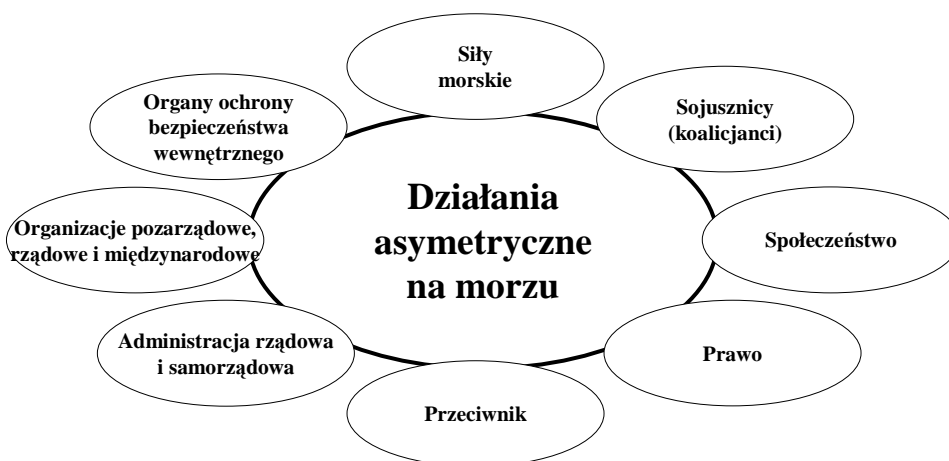 Siły
morskie
Sojusznicy
(koalicjanci)
Społeczeństwo
Prawo
Przeciwnik
Administracja rządowa
i samorządowa
Organizacje pozarządowe,
rządowe i międzynarodowe
Organy ochrony
bezpieczeństwa
wewnętrznego
Działania
asymetryczne
na morzu